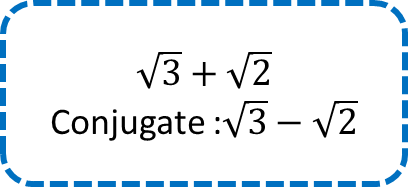 √3 + √2
Conjugate :√3 − √2